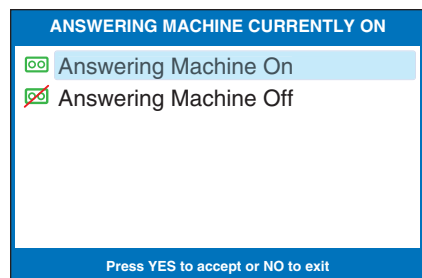 ANSWERING MACHINE CURRENTLY ON
Answering Machine On
Answering Machine Off
Press YES to accept or NO to exit